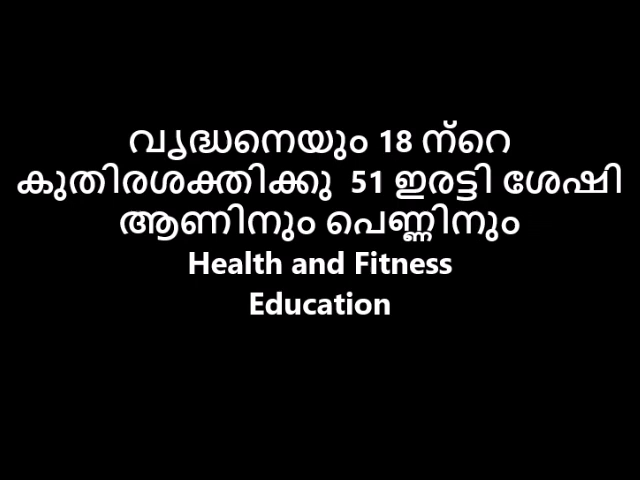 വൃദ്ധനെയും 18 ന്റെ
കുതിരശക്തിക്കു 51 ഇരട്ടി ശേഷി
ആണിനും പെണ്ണിനും
Health and Fitness
Education